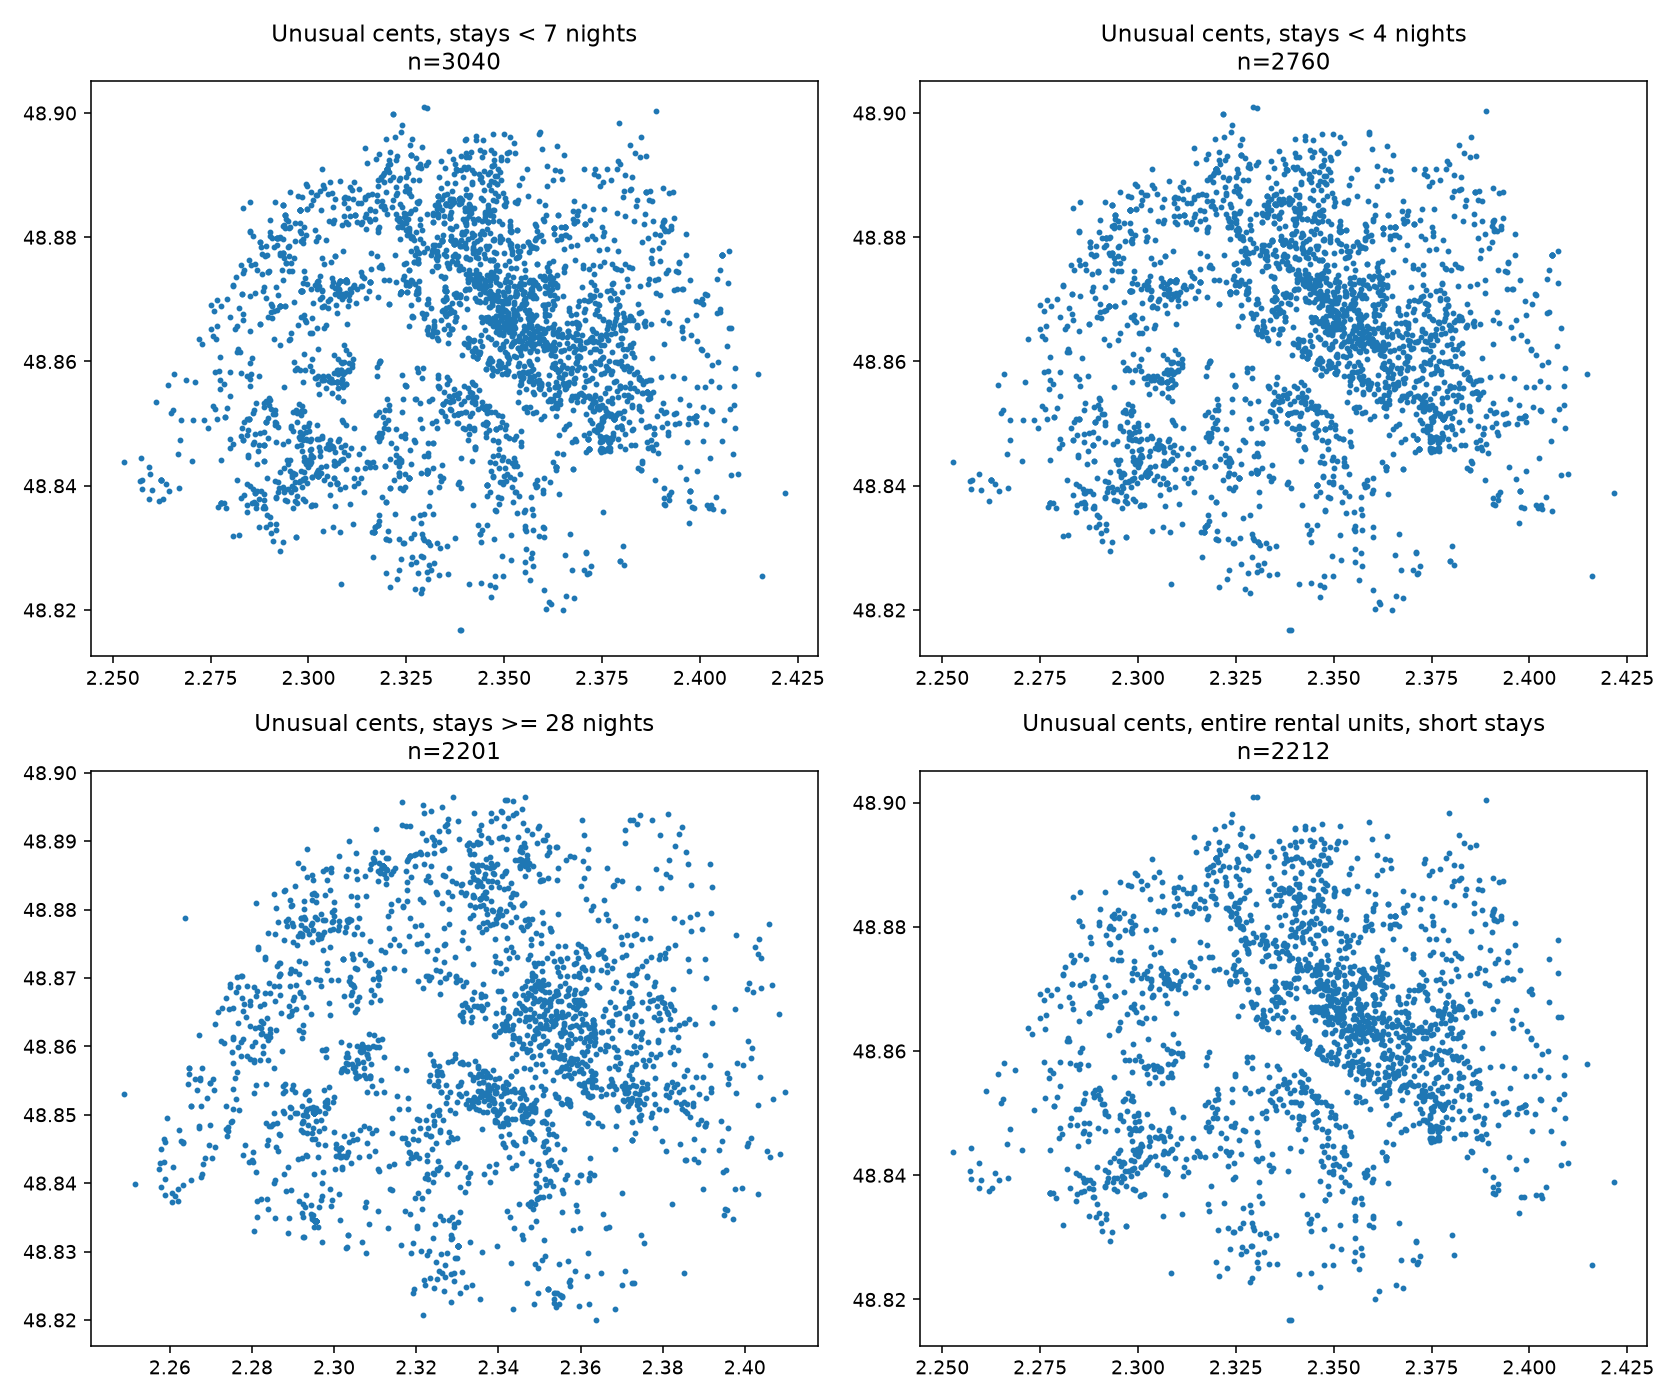 Unusual cents, stays < 7 nights
n=3040
48.90
48.88
48.86
48.84
48.82
2.250 2.275 2.300 2.325 2.350 2.375 2.400 2.425
Unusual cents, stays < 4 nights
n=2760
48.90
48.88
48.86
48.84
48.82
2.250 2.275 2.300 2.325 2.350 2.375 2.400 2.425
Unusual cents, stays >= 28 nights
n=2201
48.90
48.89
48.88
48.87
48.86
48.85
48.84
48.83
48.82
2.26 2.28 2.30 2.32 2.34 2.36 2.38 2.40
Unusual cents, entire rental units, short stays
n=2212
48.90
48.88
48.86
48.84
48.82
2.250 2.275 2.300 2.325 2.350 2.375 2.400 2.425